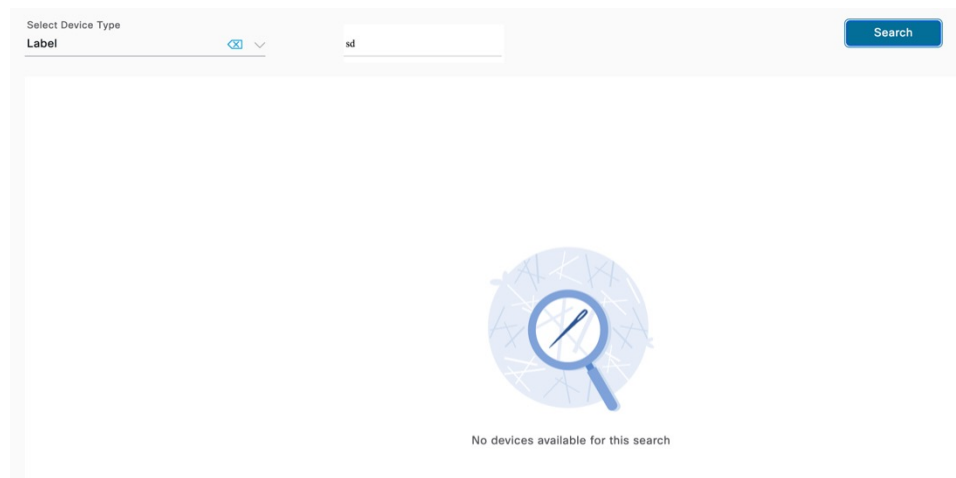 Select Device Type
Label
sd
Search
No devices available for this search